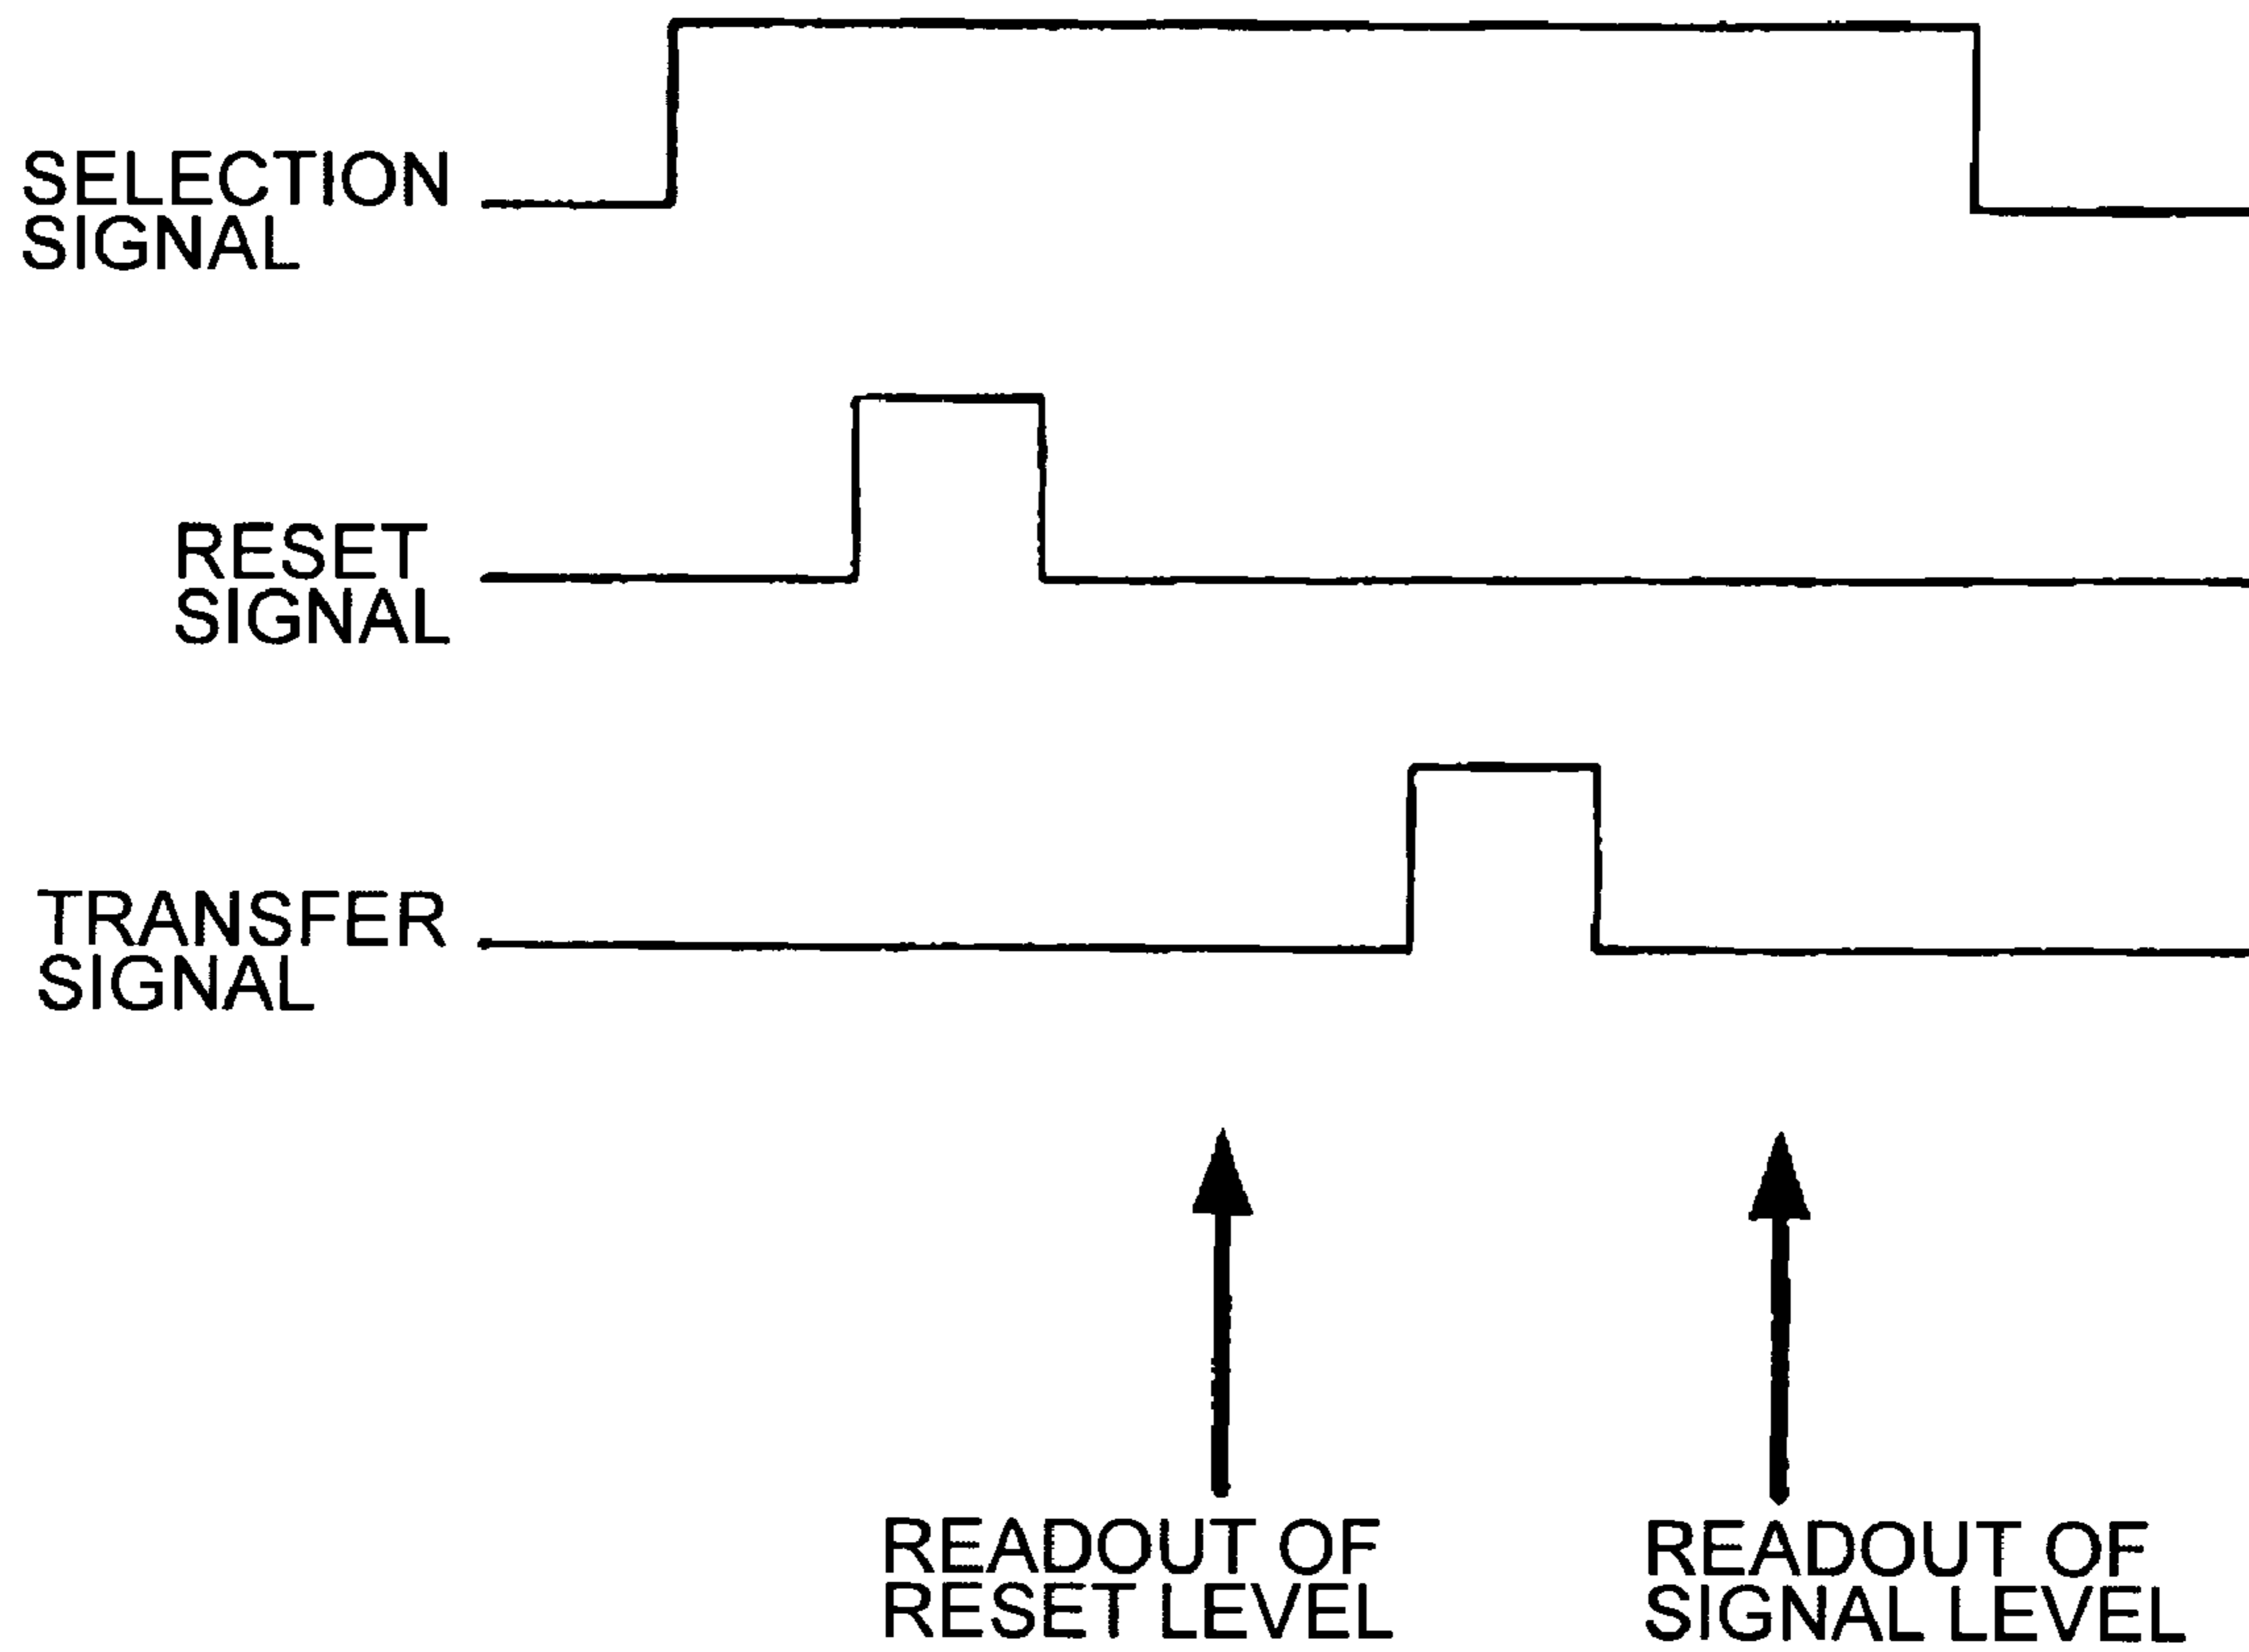 SELECTION
SIGNAL
RESET
SIGNAL
TRANSFER
SIGNAL
READOUT OF
RESET LEVEL
READOUT OF
SIGNAL LEVEL